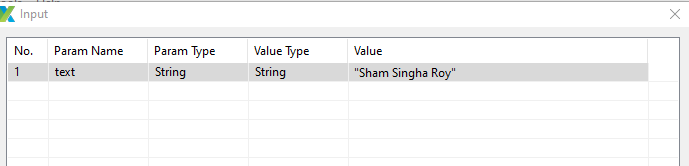 Input
No. Param Name Param Type Value Type Value
1 text String String "Sham Singha Roy"